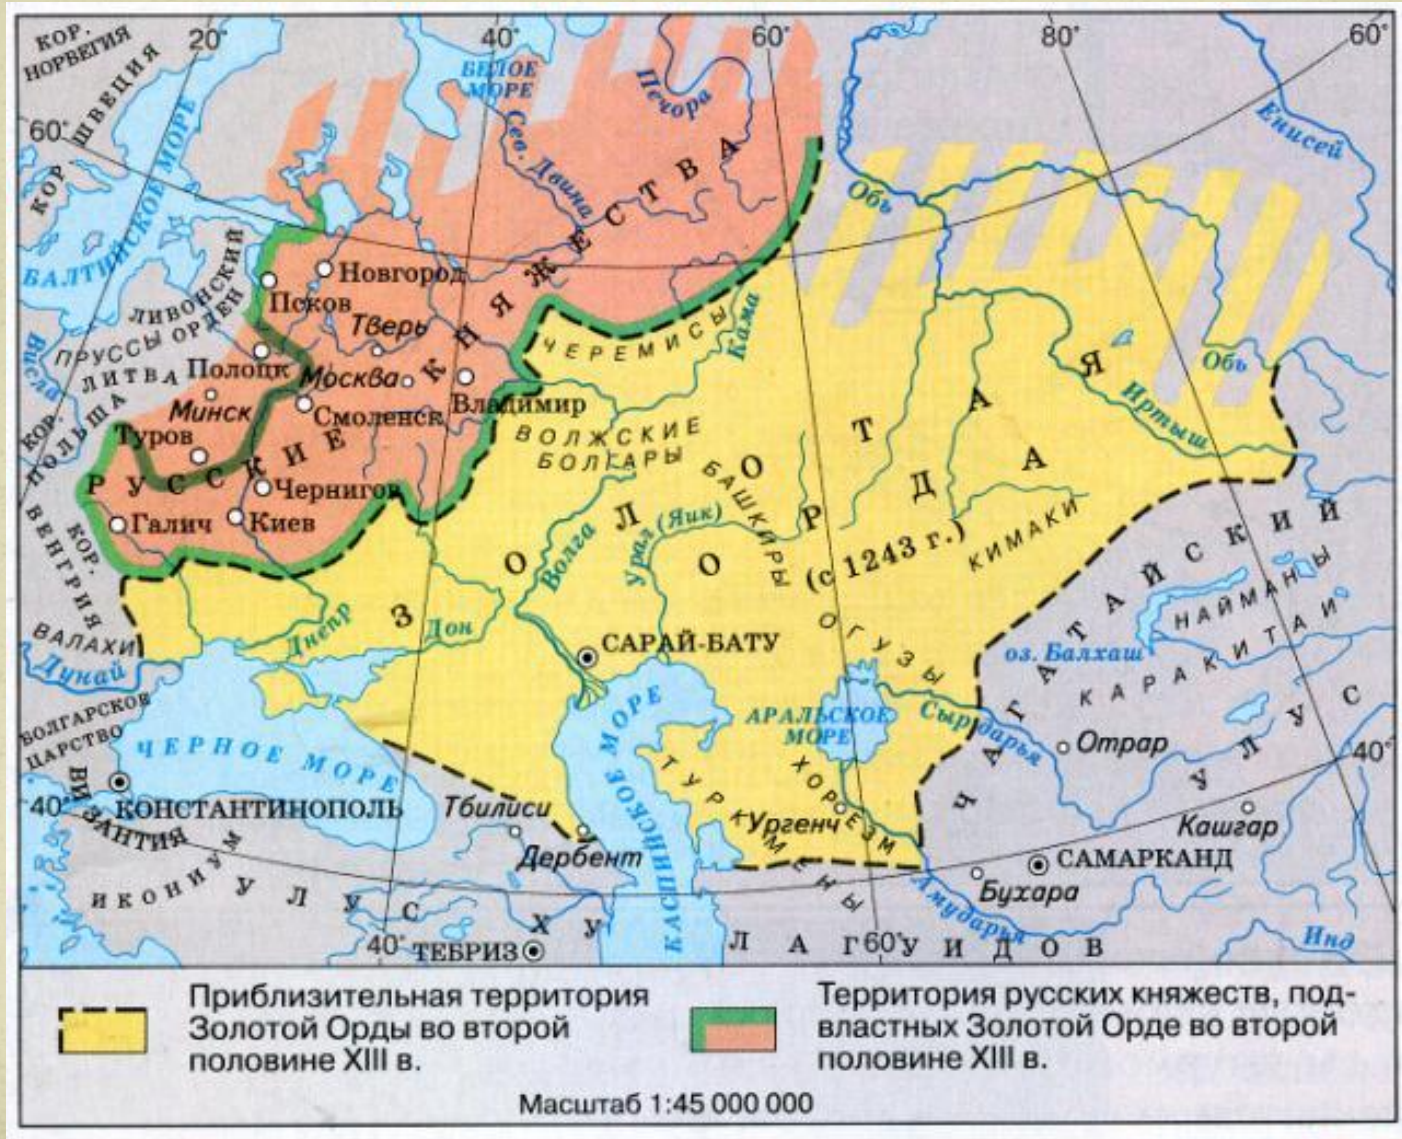 КОР.
НОРВЕГИЯ
20°
40°
60°
80°
60°
КОР. ШВЕЦИЯ
60°
БЕЛОЕ
МОРЕ
Печора
Сев. Двина
Енисей
Обь
БАЛТИЙСКОЕ МОРЕ
Новгород
Псков
ЛИВОНСКИЙ
ОРДЕН
Тверь
ПРУССЫ
Полоцк
Москва
ЛИТВА
Висла
Минск
Смоленск
Владимир
КОР.
ПОЛЬША
Туров
РУССКИЕ КНЯЖЕСТВА
Чернигов
Галич
Киев
КОР.
ВЕНГРИЯ
ЧЕРЕМИСЫ
Кама
ВОЛЖСКИЕ
БОЛГАРЫ
БАШКИРЫ
Обь
Иртыш
ЗОЛОТАЯ
ОРДА
(с 1243 г.)
КИМАКИ
Волга
Урал (Яик)
Днепр
Дон
ОГУЗЫ
САРАЙ-БАТУ
ВАЛАХИ
Дунай
БОЛГАРСКОЕ
ЦАРСТВО
ЧЕРНОЕ МОРЕ
КАСПИЙСКОЕ МОРЕ
АРАЛЬСКОЕ
МОРЕ
Сырдарья
оз. Балхаш
НАЙМАНЫ
КАРАКИТАИ
ЧАГАТАЙСКИЙ
УЛУС
Отрар
40°
40°
ВИЗАНТИЯ
КОНСТАНТИНОПОЛЬ
Тбилиси
Дербент
ТУРКМЕНЫ
ХОРЕЗМ
Ургенч
Кашгар
САМАРКАНД
Бухара
Амударья
Инд
ИКОНИУМ
УЛУС ХУЛАГУИДОВ
40°
ТЕБРИЗ
60°
Приблизительная территория
Золотой Орды во второй
половине XIII в.
Территория русских княжеств, под-
властных Золотой Орде во второй
половине XIII в.
Масштаб 1:45 000 000